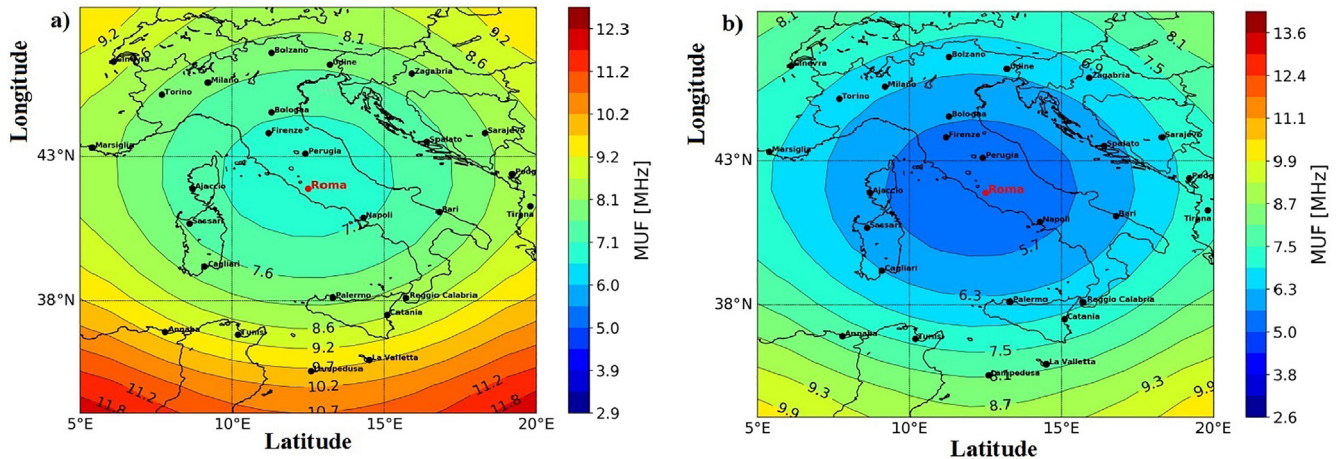 a)
Longitude
43°N
38°N
5°E
10°E
15°E
20°E
Latitude
9.2
8.1
9.2
8.6
7.6
8.6
9.2
10.2
10.7
11.2
11.8
11.2
11.8
Bolzano
Udine
Zagabria
Milano
Torino
Bologna
Firenze
Spalato
Sarajevo
Marsiglia
Perugia
Ajaccio
Roma
Napoli
Bari
Tirana
Sassari
Cagliari
Palermo
Reggio Calabria
Catania
Annaba
Tunisi
La Valletta
Lampedusa
12.3
11.2
10.2
9.2
8.1
7.1
6.0
5.0
3.9
2.9
MUF [MHz]
b)
Longitude
43°N
38°N
5°E
10°E
15°E
20°E
Latitude
8.1
8.1
7.5
6.9
5.7
6.3
7.5
8.1
8.7
9.3
9.9
9.3
9.9
Ginevra
Bolzano
Udine
Zagabria
Milano
Torino
Bologna
Firenze
Spalato
Sarajevo
Marsiglia
Perugia
Ajaccio
Roma
Napoli
Bari
Tirana
Sassari
Cagliari
Palermo
Reggio Calabria
Catania
Annaba
Tunisi
La Valletta
Lampedusa
13.6
12.4
11.1
9.9
8.7
7.5
6.3
5.0
3.8
2.6
MUF [MHz]